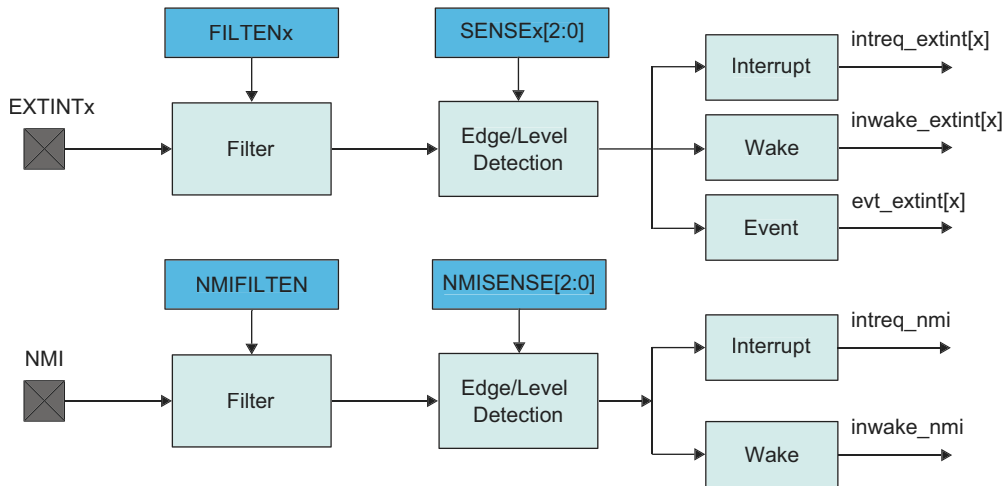 FILTENx
SENSEx[2:0]
intreq_extint[x]
EXTINTx
Interrupt
Filter
Edge/Level
Detection
inwake_extint[x]
Wake
evt_extint[x]
Event
NMIFILTEN
NMISENSE[2:0]
intreq_nmi
NMI
Interrupt
Filter
Edge/Level
Detection
inwake_nmi
Wake